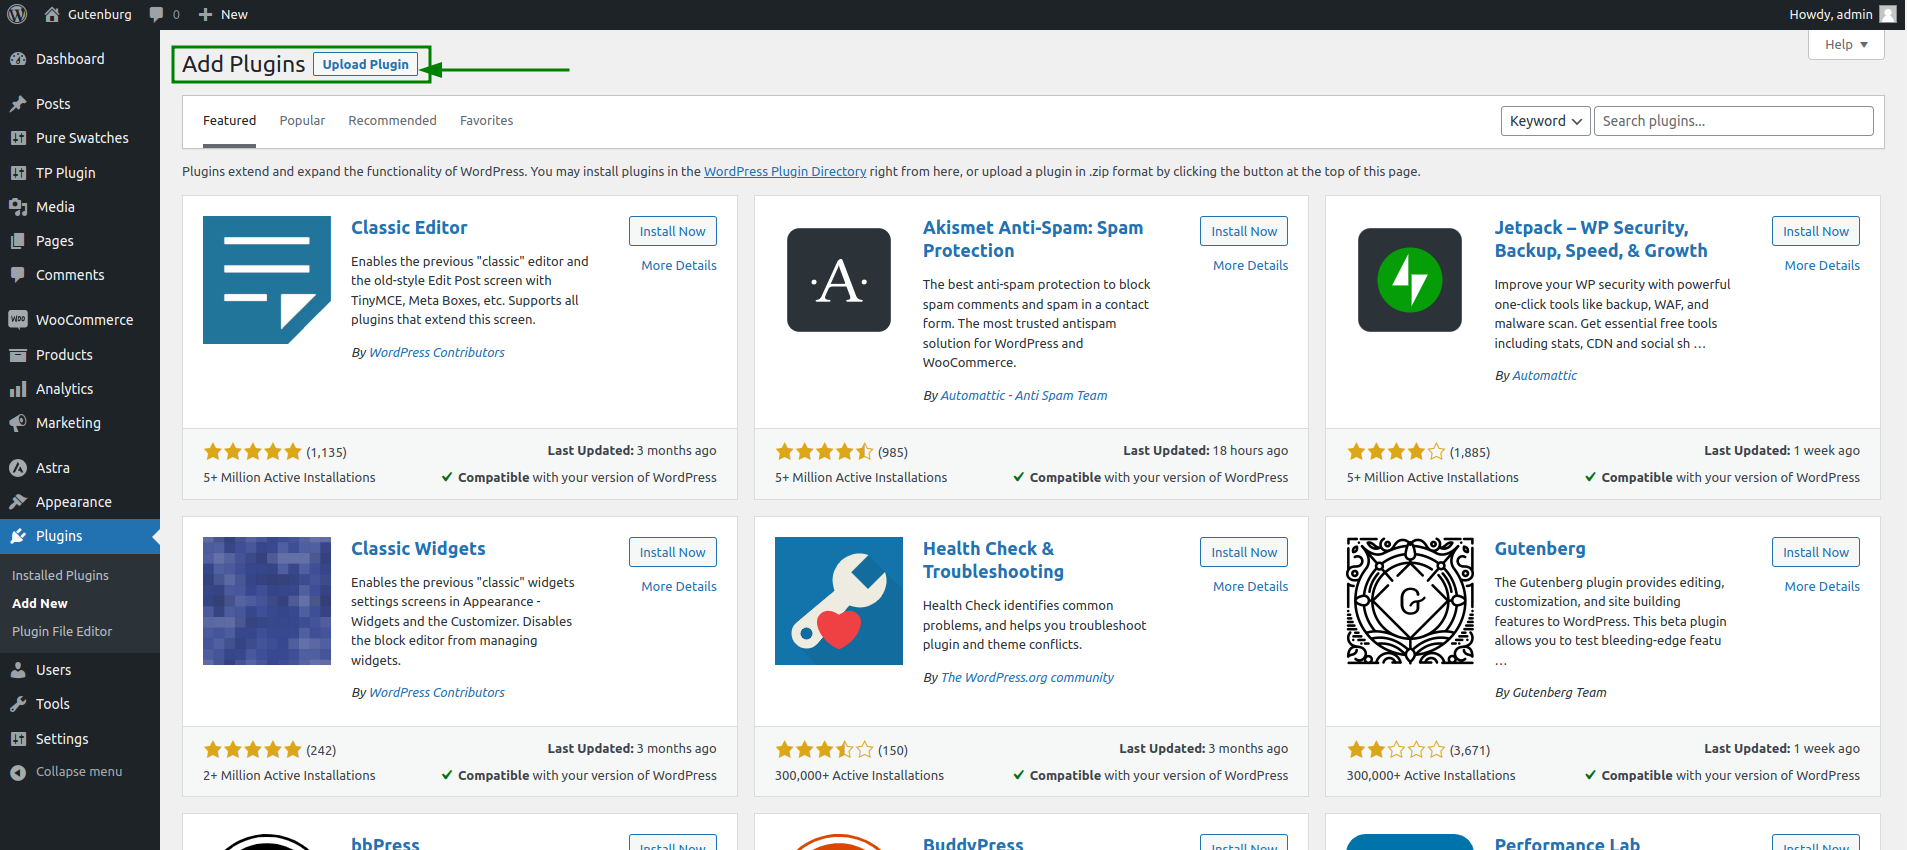 Gutenburg
0
New
Howdy, admin
Dashboard
Posts
Pure Swatches
TP Plugin
Media
Pages
Comments
WOO
WooCommerce
Products
Analytics
Marketing
Astra
Appearance
Plugins
Installed Plugins
Add New
Plugin File Editor
Users
Tools
Settings
Collapse menu
Help
Add Plugins
Upload Plugin
Featured
Popular
Recommended
Favorites
Keyword
Search plugins...
Plugins extend and expand the functionality of WordPress. You may install plugins in the WordPress Plugin Directory right from here, or upload a plugin in .zip format by clicking the button at the top of this page.
Classic Editor
Install Now
More Details
Enables the previous "classic" editor and
the old-style Edit Post screen with
TinyMCE, Meta Boxes, etc. Supports all
plugins that extend this screen.
By WordPress Contributors
(1,135)
Last Updated: 3 months ago
5+ Million Active Installations
Compatible with your version of WordPress
·A·
Akismet Anti-Spam: Spam
Protection
Install Now
More Details
The best anti-spam protection to block
spam comments and spam in a contact
form. The most trusted antispam
solution for WordPress and
WooCommerce.
By Automattic - Anti Spam Team
(985)
Last Updated: 18 hours ago
5+ Million Active Installations
Compatible with your version of WordPress
Jetpack – WP Security,
Backup, Speed, & Growth
Install Now
More Details
Improve your WP security with powerful
one-click tools like backup, WAF, and
malware scan. Get essential free tools
including stats, CDN and social sh …
By Automattic
(1,885)
Last Updated: 1 week ago
5+ Million Active Installations
Compatible with your version of WordPress
Classic Widgets
Install Now
More Details
Enables the previous "classic" widgets
settings screens in Appearance -
Widgets and the Customizer. Disables
the block editor from managing
widgets.
By WordPress Contributors
(242)
Last Updated: 3 months ago
2+ Million Active Installations
Compatible with your version of WordPress
Health Check &
Troubleshooting
Install Now
More Details
Health Check identifies common
problems, and helps you troubleshoot
plugin and theme conflicts.
By The WordPress.org community
(150)
Last Updated: 3 months ago
300,000+ Active Installations
Compatible with your version of WordPress
G
Gutenberg
Install Now
More Details
The Gutenberg plugin provides editing,
customization, and site building
features to WordPress. This beta plugin
allows you to test bleeding-edge featu
…
By Gutenberg Team
(3,671)
Last Updated: 1 week ago
300,000+ Active Installations
Compatible with your version of WordPress
bbPress
Install Now
BuddyPress
Install Now
Performance Lab
Install Now